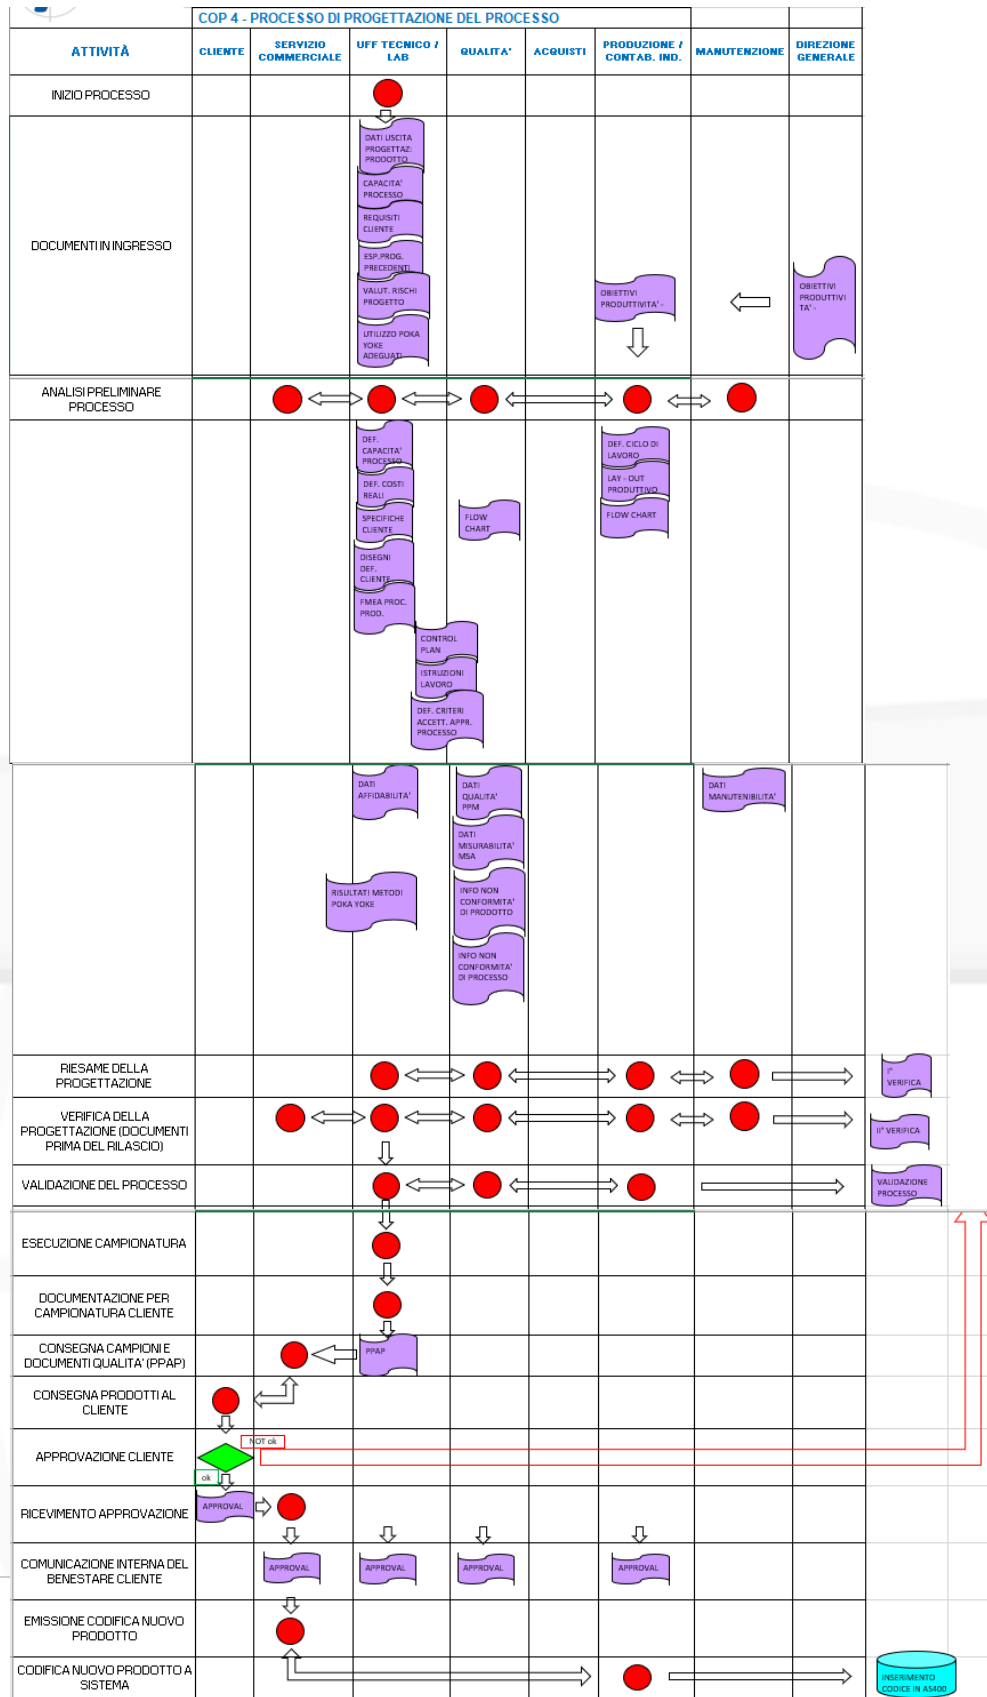 COP 4 - PROCESSO DI PROGETTAZIONE DEL PROCESSO
ATTIVITÀ
CLIENTE
SERVIZIO
COMMERCIALE
UFF TECNICO /
LAB
QUALITA'
ACQUISTI
PRODUZIONE /
CONTAB. IND.
MANUTENZIONE
DIREZIONE
GENERALE
INIZIO PROCESSO
DOCUMENTI IN INGRESSO
DATI USCITA
PROGETTAZ:
PRODOTTO
CAPACITA'
PROCESSO
REQUISITI
CLIENTE
ESP.PROG.
PRECEDENTI
VALUT. RISCHI
PROGETTO
UTILIZZO POKA
YOKE
ADEGUATI
OBIETTIVI
PRODUTTIVITA' -
OBIETTIVI
PRODUTTIVI
TA' -
ANALISI PRELIMINARE
PROCESSO
DEF.
CAPACITA'
PROCESSO
DEF. COSTI
REALI
SPECIFICHE
CLIENTE
DISEGNI
DEF.
CLIENTE
FMEA PROC.
PROD.
FLOW
CHART
DEF. CICLO DI
LAVORO
LAY - OUT
PRODUTTIVO
FLOW CHART
CONTROL
PLAN
ISTRUZIONI
LAVORO
DEF. CRITERI
ACCETT. APPR.
PROCESSO
DATI
AFFIDABILITA'
DATI
QUALITA'
PPM
DATI
MISURABILITA'
MSA
DATI
MANUTENIBILITA'
RISULTATI METODI
POKA YOKE
INFO NON
CONFORMITA'
DI PRODOTTO
INFO NON
CONFORMITA'
DI PROCESSO
RIESAME DELLA
PROGETTAZIONE
I°
VERIFICA
VERIFICA DELLA
PROGETTAZIONE (DOCUMENTI
PRIMA DEL RILASCIO)
II° VERIFICA
VALIDAZIONE DEL PROCESSO
VALIDAZIONE
PROCESSO
ESECUZIONE CAMPIONATURA
DOCUMENTAZIONE PER
CAMPIONATURA CLIENTE
CONSEGNA CAMPIONI E
DOCUMENTI QUALITA' (PPAP)
PPAP
CONSEGNA PRODOTTI AL
CLIENTE
APPROVAZIONE CLIENTE
NOT ok
ok
RICEVIMENTO APPROVAZIONE
APPROVAL
COMUNICAZIONE INTERNA DEL
BENESTARE CLIENTE
APPROVAL
APPROVAL
APPROVAL
APPROVAL
EMISSIONE CODIFICA NUOVO
PRODOTTO
CODIFICA NUOVO PRODOTTO A
SISTEMA
INSERIMENTO
CODICE IN AS400